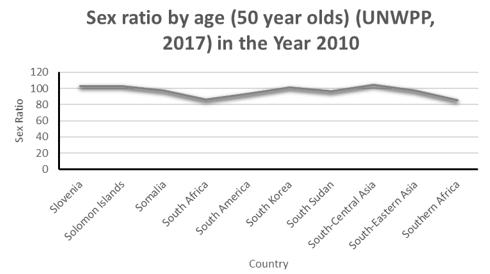 Sex ratio by age (50 year olds) (UNWPP,
2017) in the Year 2010
120
100
80
60
40
20
0
Sex Ratio
Slovenia
Solomon Islands
Somalia
South Africa
South America
South Korea
South Sudan
South-Central Asia
South-Eastern Asia
Southern Africa
Country